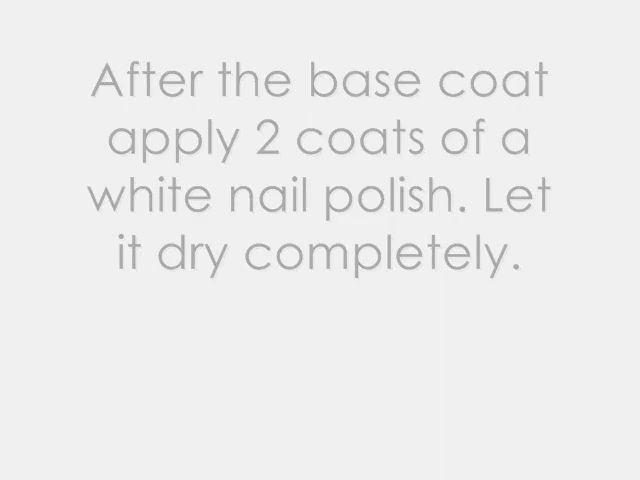 After the base coat
apply 2 coats of a
white nail polish. Let
it dry completely.